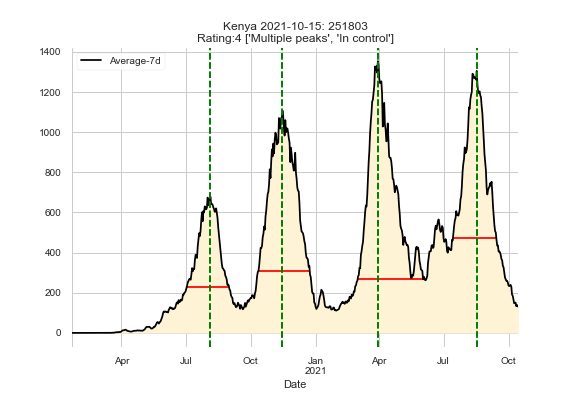 Kenya 2021-10-15: 251803
Rating:4 ['Multiple peaks', 'In control']
1400
Average-7d
1200
1000
800
600
400
200
0
Apr Jul Oct Jan Apr Jul Oct
2021
Date